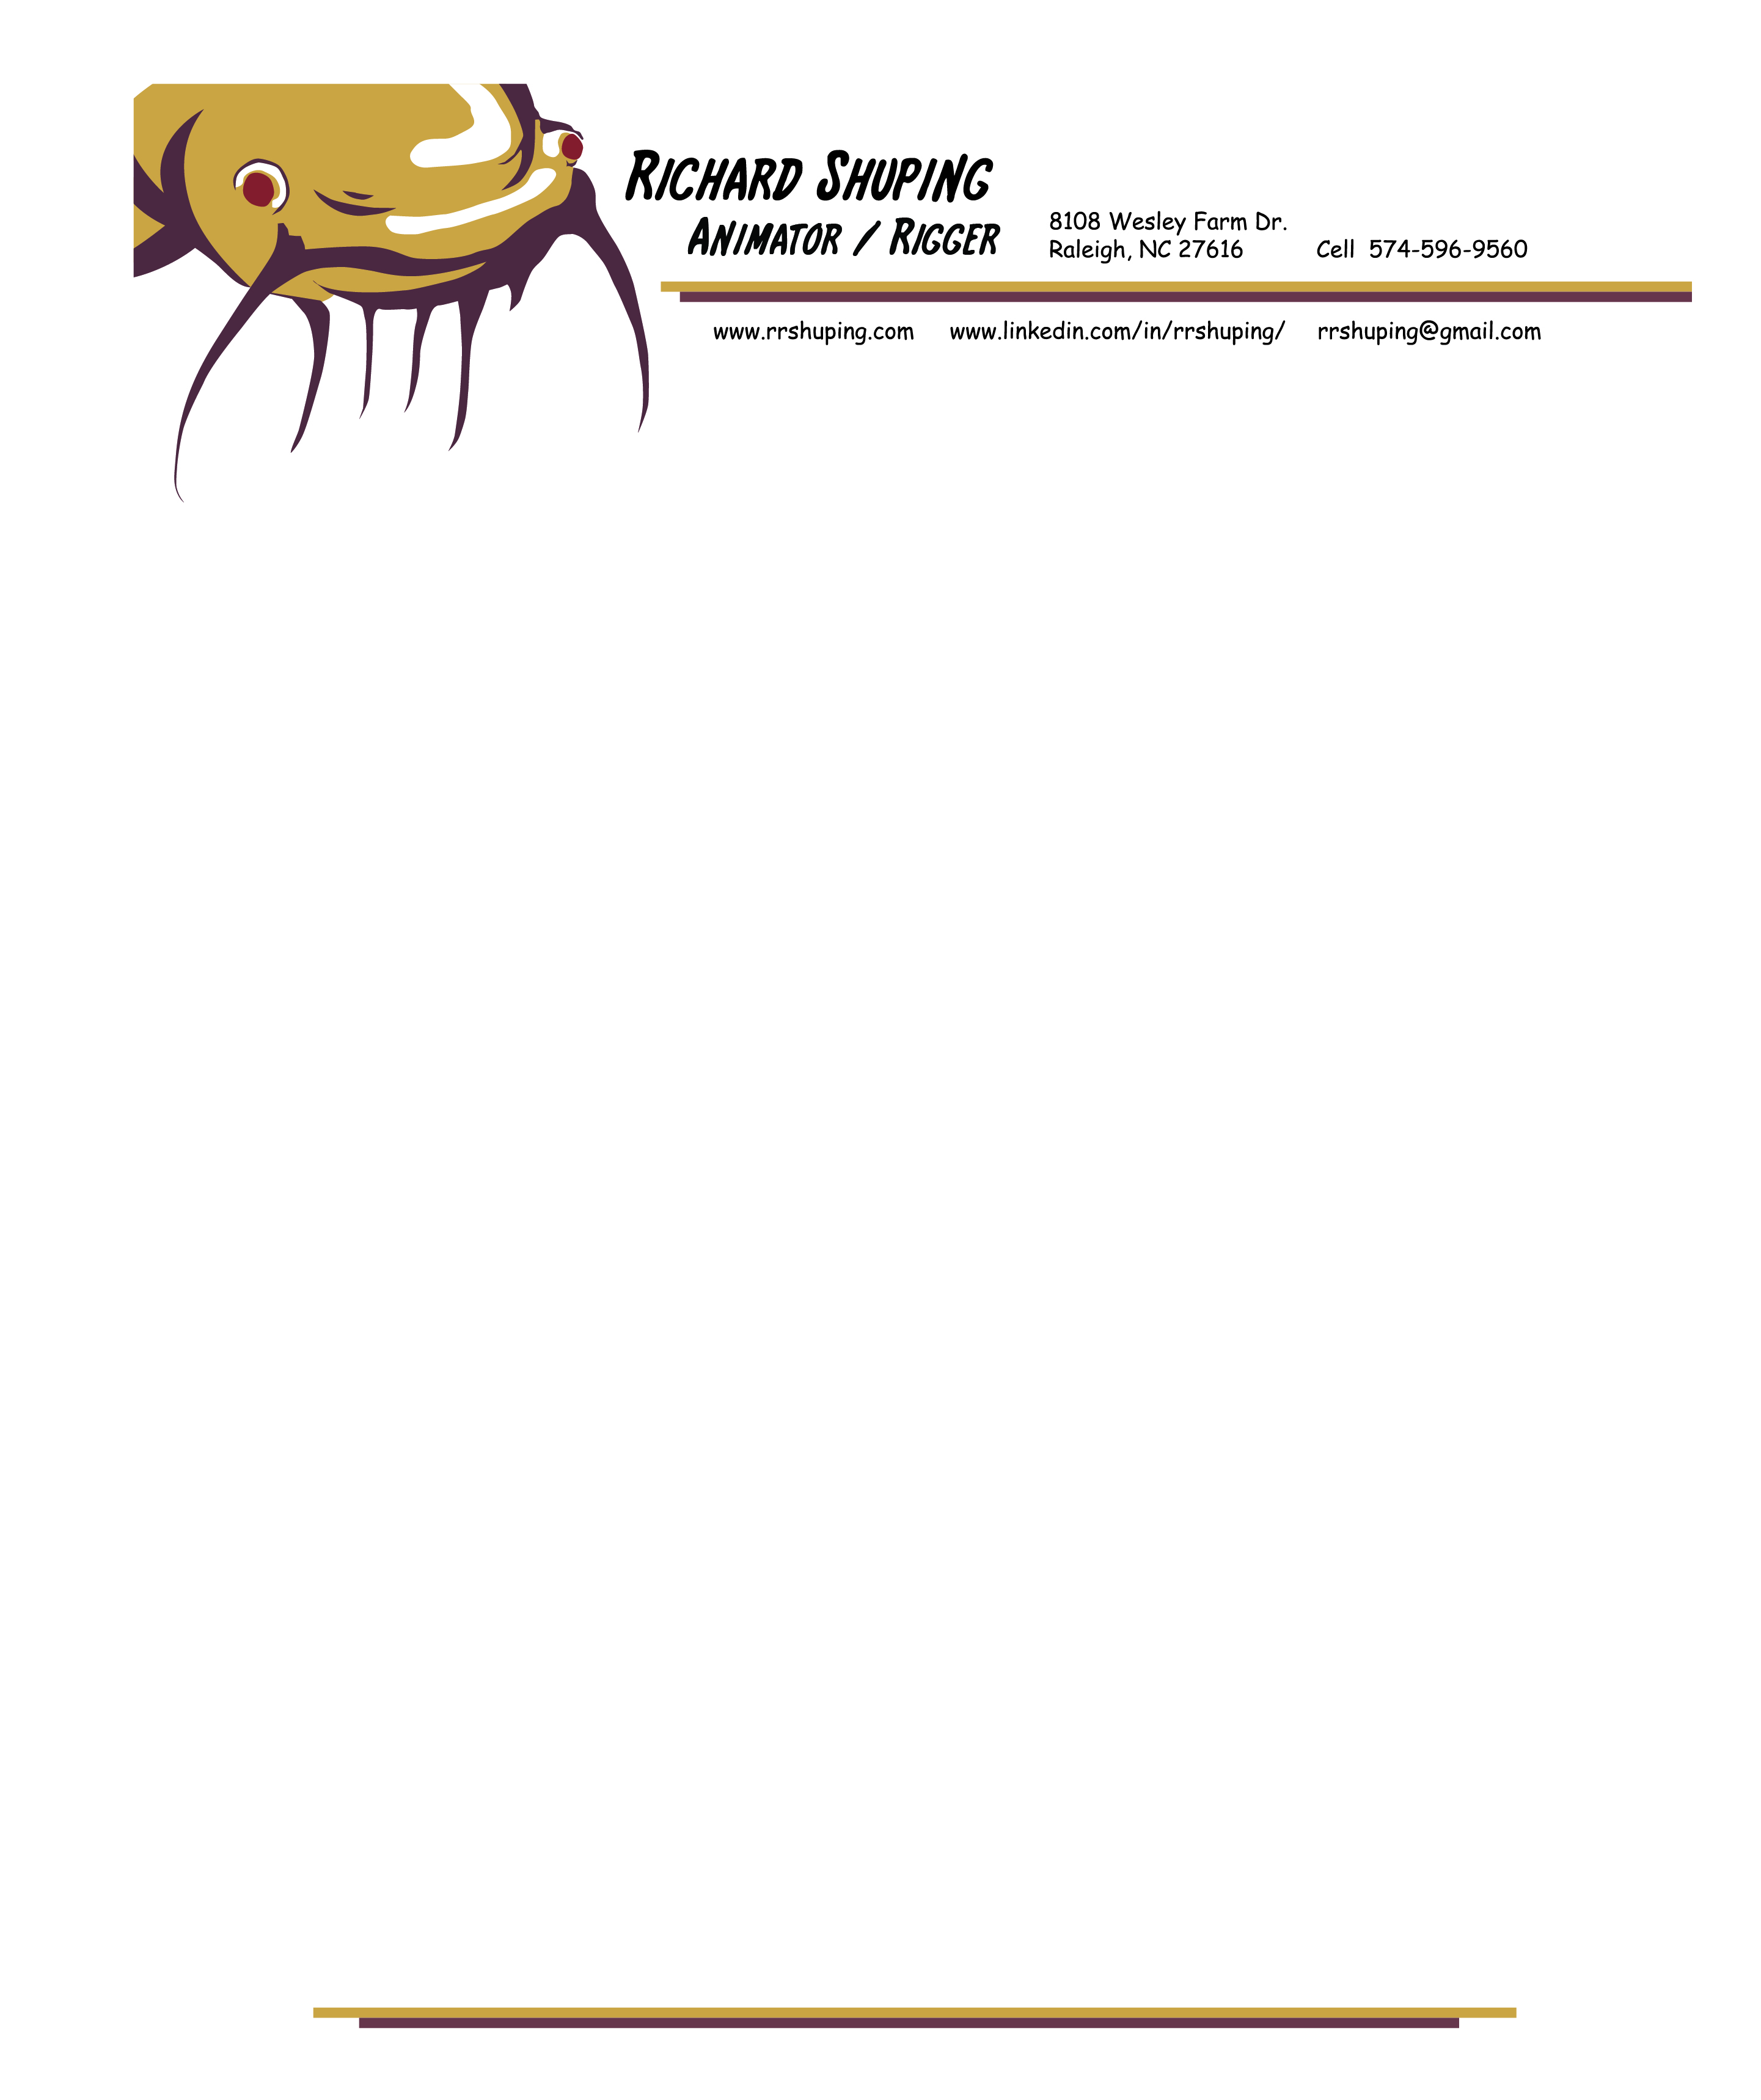 Richard Shuping
Animator / Rigger
8108 Wesley Farm Dr.
Raleigh, NC 27616
Cell 574-596-9560
www.rrshuping.com www.linkedin.com/in/rrshuping/ rrshuping@gmail.com